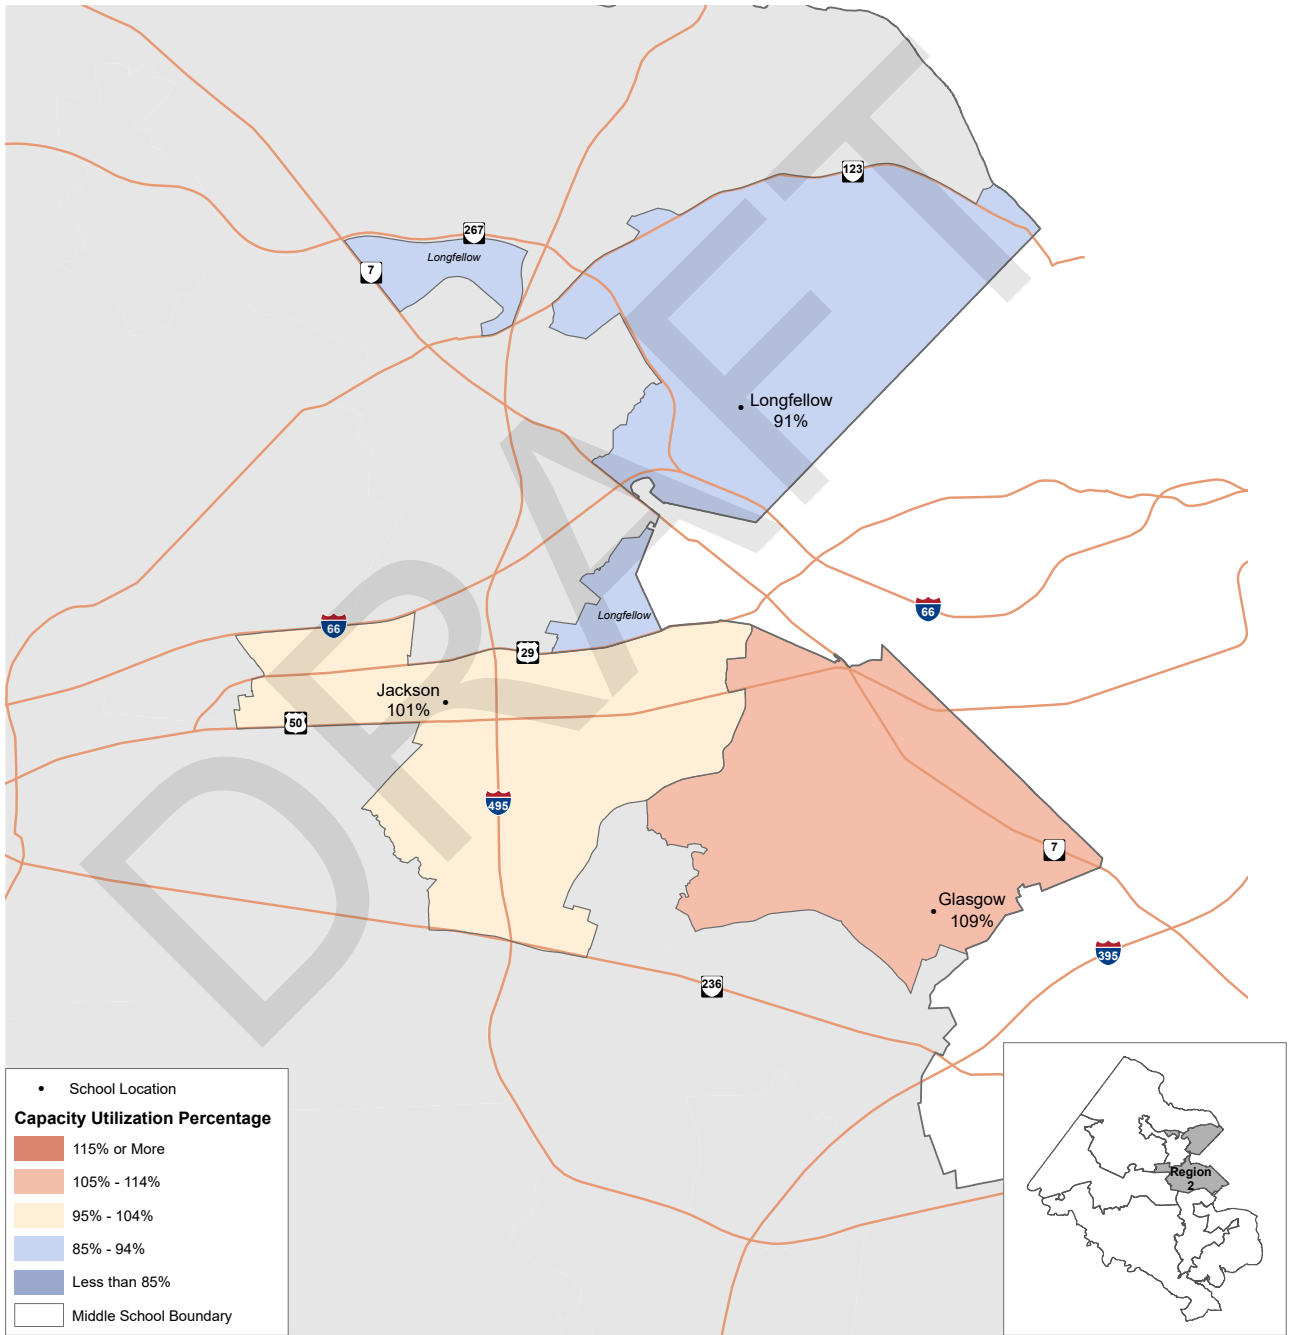 123
267
Longfellow
7
Longfellow
91%
66
66
Longfellow
29
Jackson
101%
50
495
7
Glasgow
109%
395
236
DRAFT
School Location
Capacity Utilization Percentage
115% or More
105% - 114%
95% - 104%
85% - 94%
Less than 85%
Middle School Boundary
Region
2